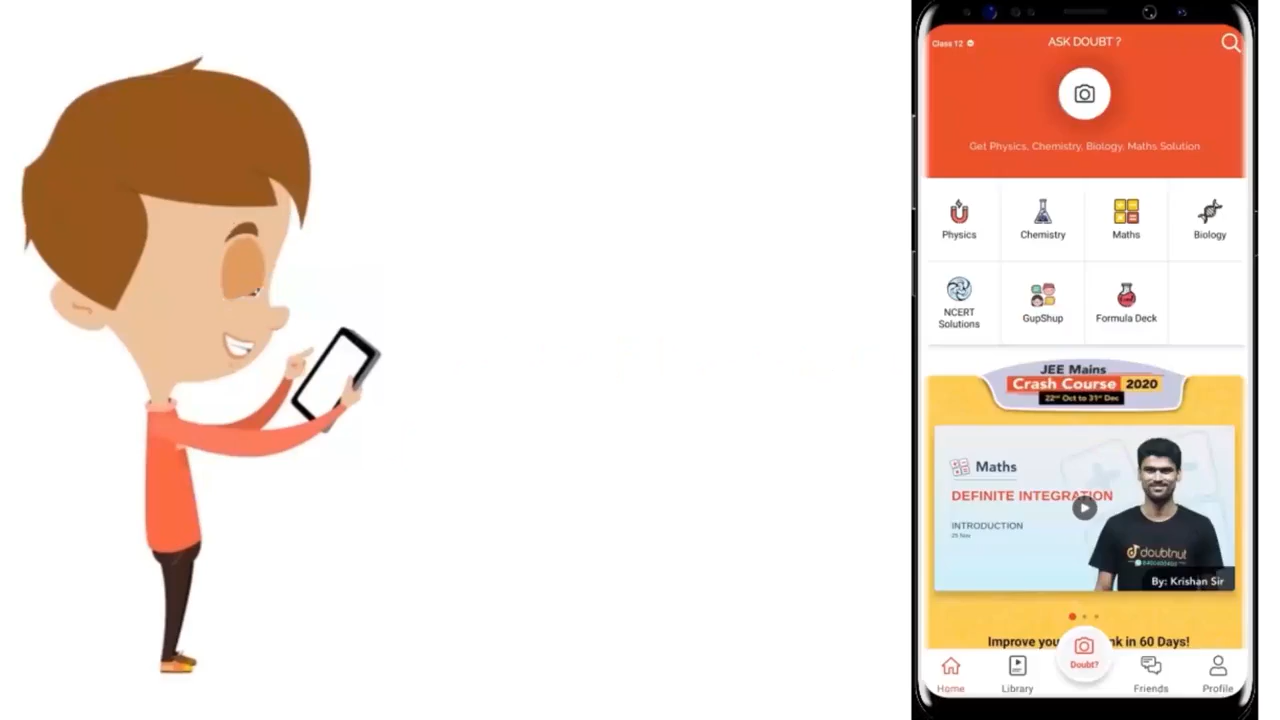 Class 12
ASK DOUBT ?
Get Physics, Chemistry, Biology, Maths Solution
Physics
Chemistry
Maths
Biology
NCERT
Solutions
GupShup
Formula Deck
JEE Mains
Crash Course 2020
22nd Oct to 31st Dec
Maths
DEFINITE INTEGRATION
INTRODUCTION
doubtnut
By: Krishan Sir
Improve you nk in 60 Days!
Doubt?
Home
Library
Friends
Profile